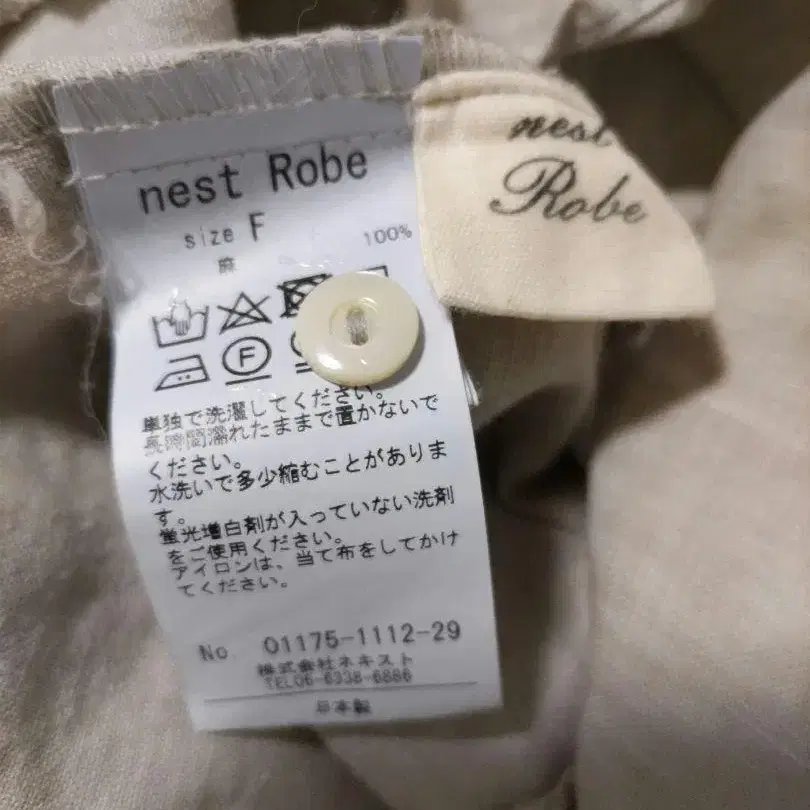 nest Robe
size F
麻 100%
F
単独で洗濯してください。
長時間濡れたままで置かないで
ください。
水洗いで多少縮むことがありま
す。
蛍光増白剤が入っていない洗剤
をご使用ください。
アイロンは、当て布をしてかけ
てください。
No. 01175-1112-29
株式会社ネキスト
TEL06-6338-6886
日本製
nest
Robe